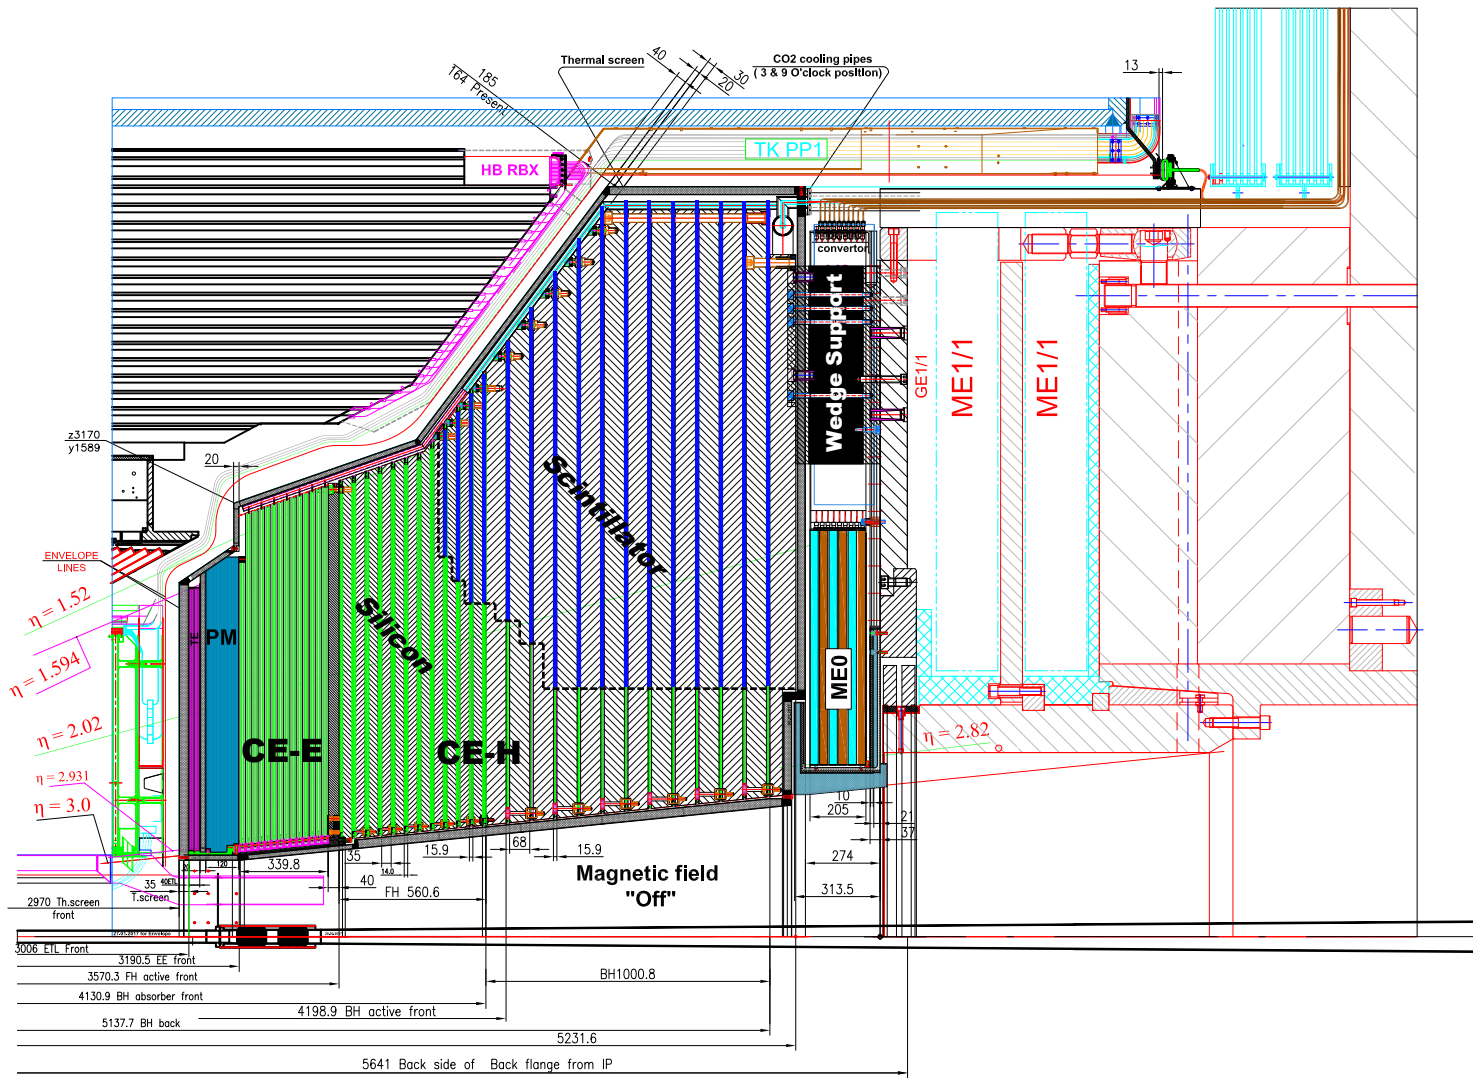 Thermal screen
CO2 cooling pipes
( 3 & 9 O'clock position)
40
30
20
185
164 Present
13
TK PP1
HB RBX
convertor
Wedge Support
GE1/1
ME1/1
ME1/1
z3170
y1589
20
Scintillator
ENVELOPE
LINES
η = 1.52
η = 1.594
η = 2.02
η = 2.931
η = 3.0
PM
Silicon
CE-E
CE-H
ME0
η = 2.82
10
205
21
37
274
313.5
339.8
35
14.0
15.9
68
15.9
40
FH 560.6
120
35
40ETL
T.screen
Magnetic field
"Off"
2970 Th.screen
front
27.01.2017 for Envelope
3006 ETL Front
3190.5 EE front
3570.3 FH active front
4130.9 BH absorber front
BH1000.8
4198.9 BH active front
5137.7 BH back
5231.6
5641 Back side of Back flange from IP